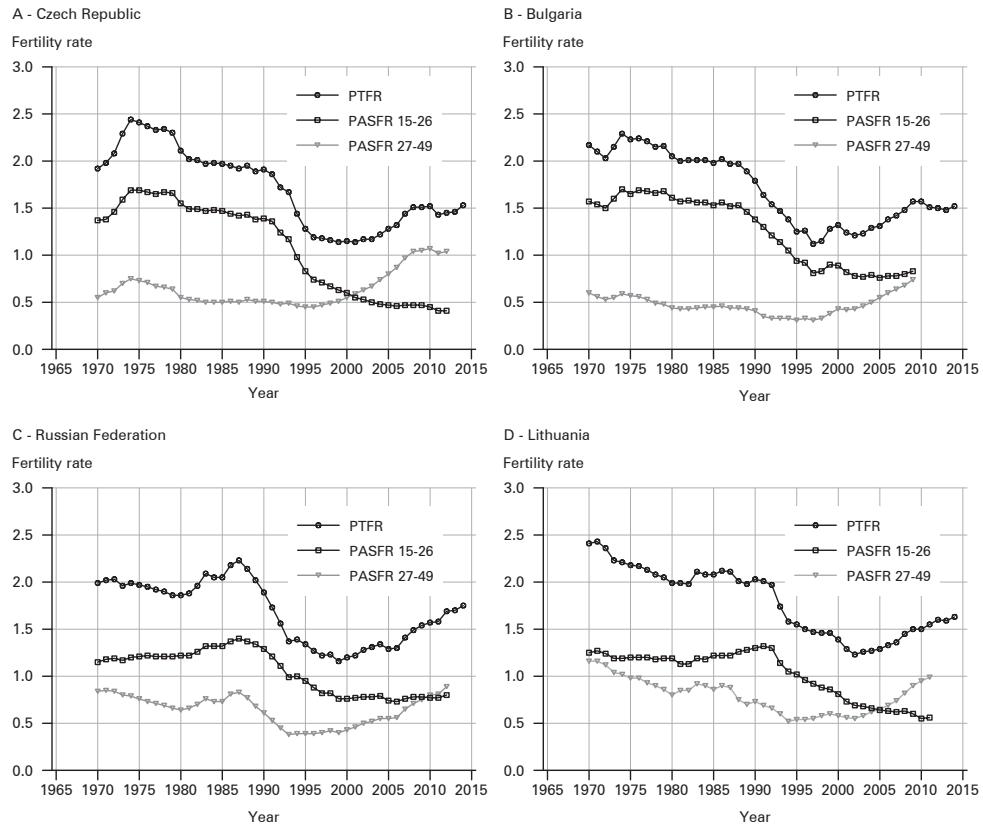 A - Czech Republic
Fertility rate
3.0
2.5
2.0
1.5
1.0
0.5
0.0
PTFR
PASFR 15-26
PASFR 27-49
1965 1970 1975 1980 1985 1990 1995 2000 2005 2010 2015
Year
B - Bulgaria
Fertility rate
3.0
2.5
2.0
1.5
1.0
0.5
0.0
PTFR
PASFR 15-26
PASFR 27-49
1965 1970 1975 1980 1985 1990 1995 2000 2005 2010 2015
Year
C - Russian Federation
Fertility rate
3.0
2.5
2.0
1.5
1.0
0.5
0.0
PTFR
PASFR 15-26
PASFR 27-49
1965 1970 1975 1980 1985 1990 1995 2000 2005 2010 2015
Year
D - Lithuania
Fertility rate
3.0
2.5
2.0
1.5
1.0
0.5
0.0
PTFR
PASFR 15-26
PASFR 27-49
1965 1970 1975 1980 1985 1990 1995 2000 2005 2010 2015
Year